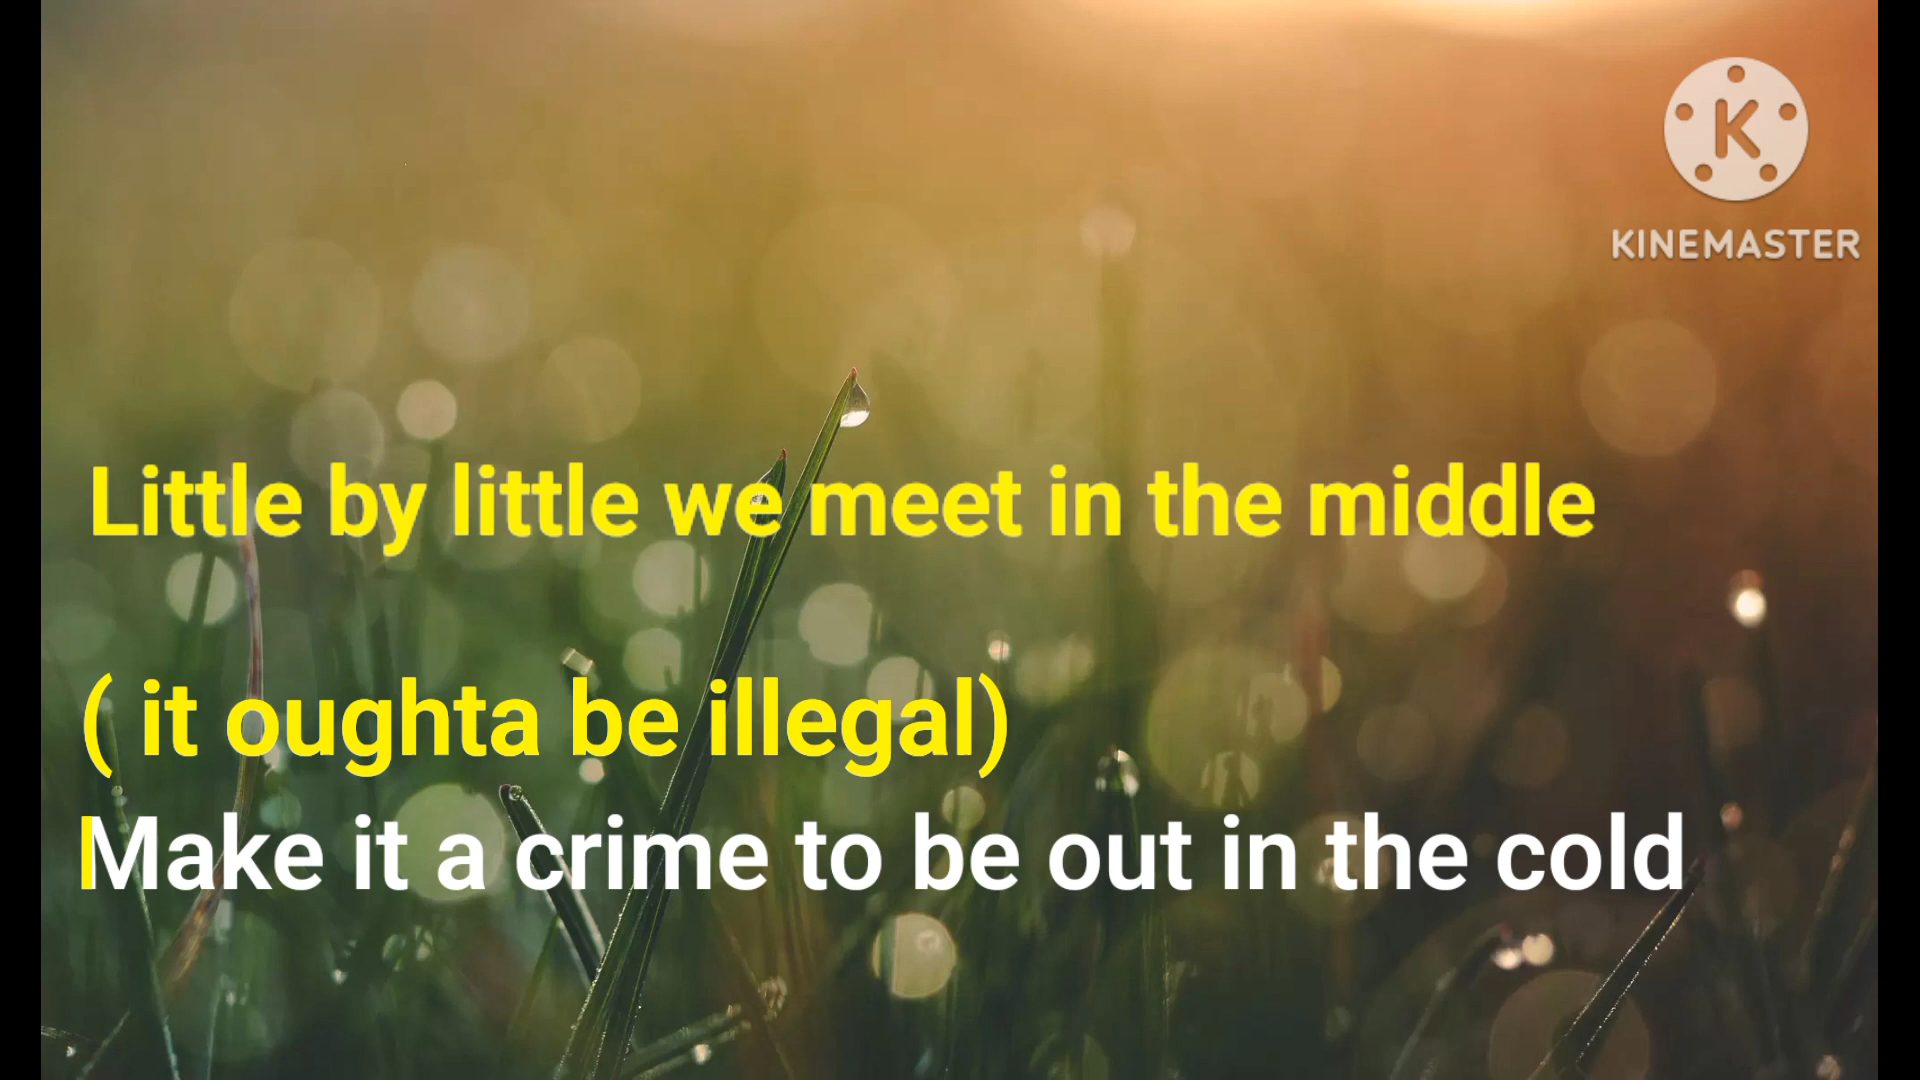 K
KINEMASTER
Little by little we meet in the middle
( it oughta be illegal)
Make it a crime to be out in the cold